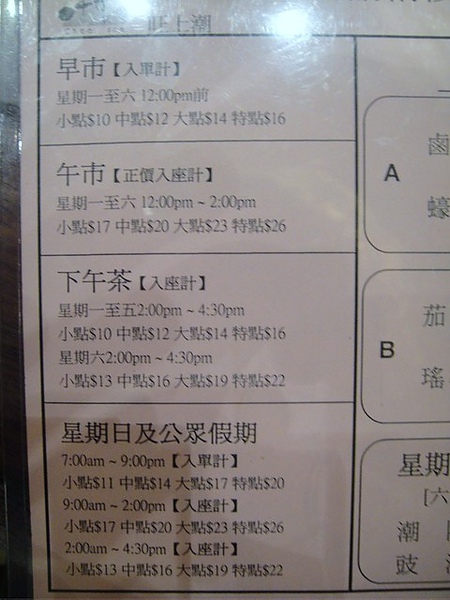 旺上潮
早市【入單計】
星期一至六 12:00pm前
小點$10 中點$12 大點$14 特點$16
午市【正價入座計】
星期一至六 12:00pm ~ 2:00pm
小點$17 中點$20 大點$23 特點$26
下午茶【入座計】
星期一至五2:00pm ~ 4:30pm
小點$10 中點$12 大點$14 特點$16
星期六2:00pm ~ 4:30pm
小點$13 中點$16 大點$19 特點$22
星期日及公眾假期
7:00am ~ 9:00pm【入單計】
小點$11 中點$14 大點$17 特點$20
9:00am ~ 2:00pm【入座計】
小點$17 中點$20 大點$23 特點$26
2:00am ~ 4:30pm【入座計】
小點$13 中點$16 大點$19 特點$22
A
鹵
蠔
B
茄
瑤
星期
[六
潮
豉